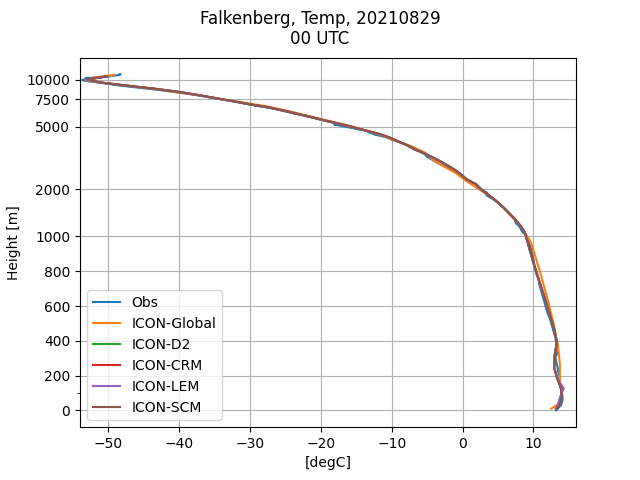 Falkenberg, Temp, 20210829
00 UTC
10000
7500
5000
2000
1000
800
600
400
200
0
Height [m]
Obs
ICON-Global
ICON-D2
ICON-CRM
ICON-LEM
ICON-SCM
−50 −40 −30 −20 −10 0 10
[degC]